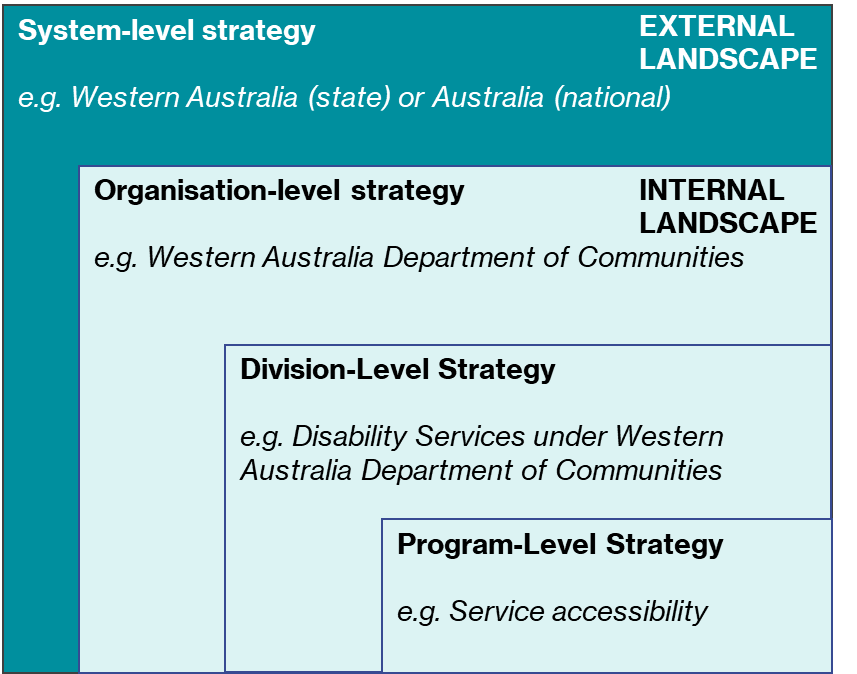 System-level strategy
EXTERNAL
LANDSCAPE
e.g. Western Australia (state) or Australia (national)
Organisation-level strategy
INTERNAL
LANDSCAPE
e.g. Western Australia Department of Communities
Division-Level Strategy
e.g. Disability Services under Western
Australia Department of Communities
Program-Level Strategy
e.g. Service accessibility